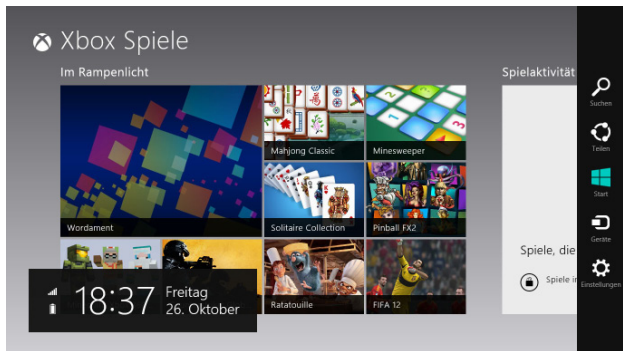 Xbox Spiele
Im Rampenlicht
Spielaktivität
Suchen
Mahjong Classic
Minesweeper
Teilen
Start
Wordament
Solitaire Collection
Pinball FX2
Geräte
Spiele, die
Spiele in
Einstellungen
Ratatouille
FIFA 12
18:37
Freitag
26. Oktober